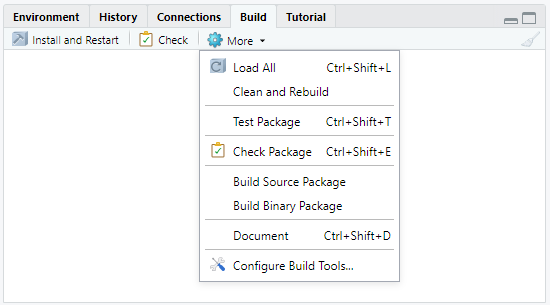 Environment History Connections Build Tutorial
Install and Restart Check More
Load All Ctrl+Shift+L
Clean and Rebuild
Test Package Ctrl+Shift+T
Check Package Ctrl+Shift+E
Build Source Package
Build Binary Package
Document Ctrl+Shift+D
Configure Build Tools...